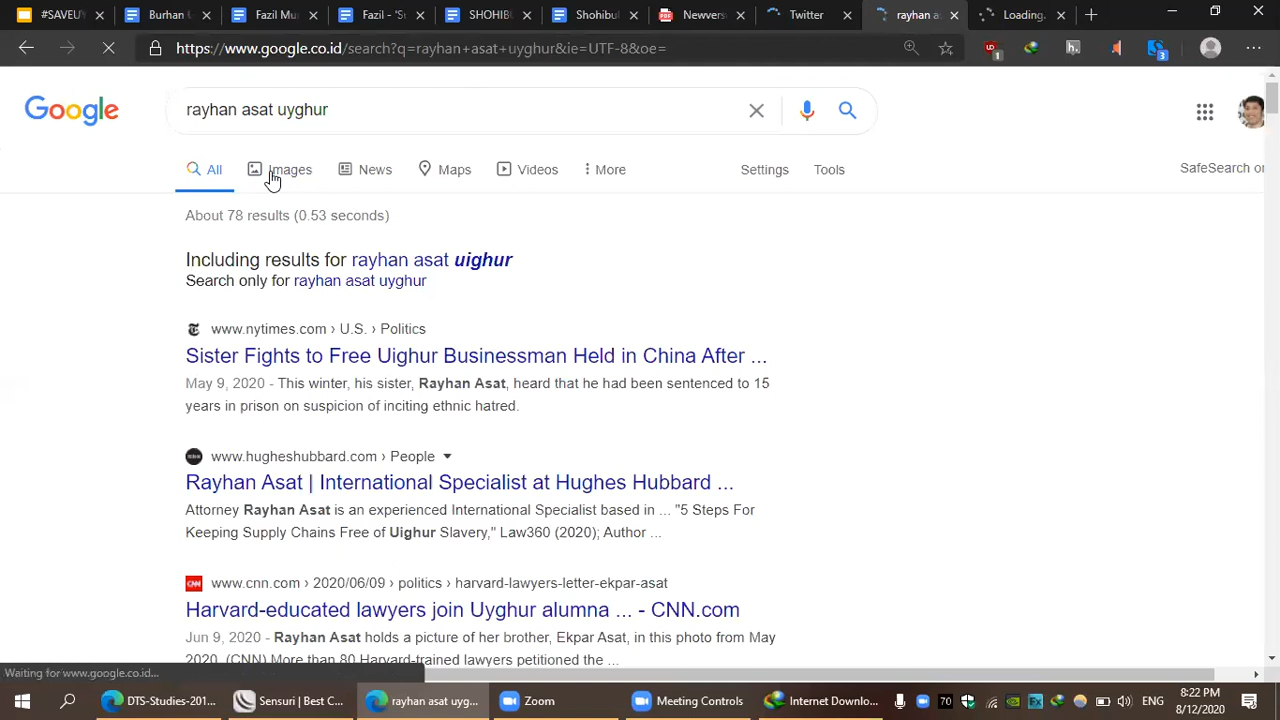 #SAVEU
Burhan
Fazil Mus
Fazil - 'S
SHOHIB
Shohibul
Newvers
Twitter
rayhan as
Loading.
https://www.google.co.id/search?q=rayhan+asat+uyghur&ie=UTF-8&oe=
1
3
Google
rayhan asat uyghur
All
Images
News
Maps
Videos
More
Settings
Tools
SafeSearch on
About 78 results (0.53 seconds)
Including results for rayhan asat uighur
Search only for rayhan asat uyghur
www.nytimes.com › U.S. › Politics
Sister Fights to Free Uighur Businessman Held in China After ...
May 9, 2020 - This winter, his sister, Rayhan Asat, heard that he had been sentenced to 15
years in prison on suspicion of inciting ethnic hatred.
www.hugheshubbard.com › People
Rayhan Asat | International Specialist at Hughes Hubbard ...
Attorney Rayhan Asat is an experienced International Specialist based in ... "5 Steps For
Keeping Supply Chains Free of Uighur Slavery," Law360 (2020); Author ...
www.cnn.com › 2020/06/09 › politics › harvard-lawyers-letter-ekpar-asat
Harvard-educated lawyers join Uyghur alumna ... - CNN.com
Jun 9, 2020 - Rayhan Asat holds a picture of her brother, Ekpar Asat, in this photo from May
2020. (CNN) More than 80 Harvard-trained lawyers petitioned the ...
Waiting for www.google.co.id...
DTS-Studies-201...
Sensuri | Best C...
rayhan asat uyg...
Zoom
Meeting Controls
Internet Downlo...
70
ENG
8:22 PM
8/12/2020